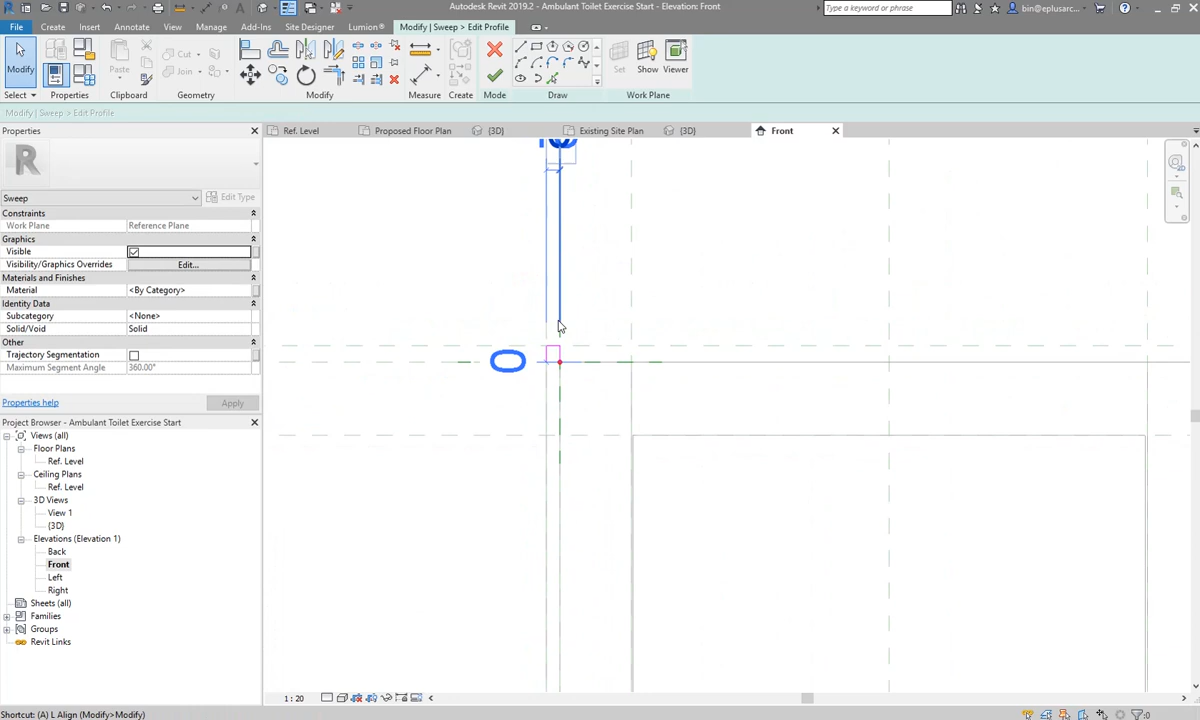 Autodesk Revit 2019.2 - Ambulant Toilet Exercise Start - Elevation: Front
Type a keyword or phrase
bin@eplusarc...
File Create Insert Annotate View Manage Add-Ins Site Designer Lumion® Modify | Sweep > Edit Profile
Modify
Paste
Cut
Join
Set Show Viewer
Select Properties Clipboard Geometry Modify Measure Create Mode Draw Work Plane
Modify | Sweep > Edit Profile
Properties
Ref. Level
Proposed Floor Plan
{3D}
Existing Site Plan
{3D}
Front
Sweep
Edit Type
Constraints
Work Plane Reference Plane
Graphics
Visible
Visibility/Graphics Overrides Edit...
Materials and Finishes
Material <By Category>
Identity Data
Subcategory <None>
Solid/Void Solid
Other
Trajectory Segmentation
Maximum Segment Angle 360.00°
Properties help
Apply
Project Browser - Ambulant Toilet Exercise Start
Views (all)
Floor Plans
Ref. Level
Ceiling Plans
Ref. Level
3D Views
View 1
{3D}
Elevations (Elevation 1)
Back
Front
Left
Right
Sheets (all)
Families
Groups
Revit Links
0
1 : 20
Shortcut: (A) L Align (Modify>Modify)
:0